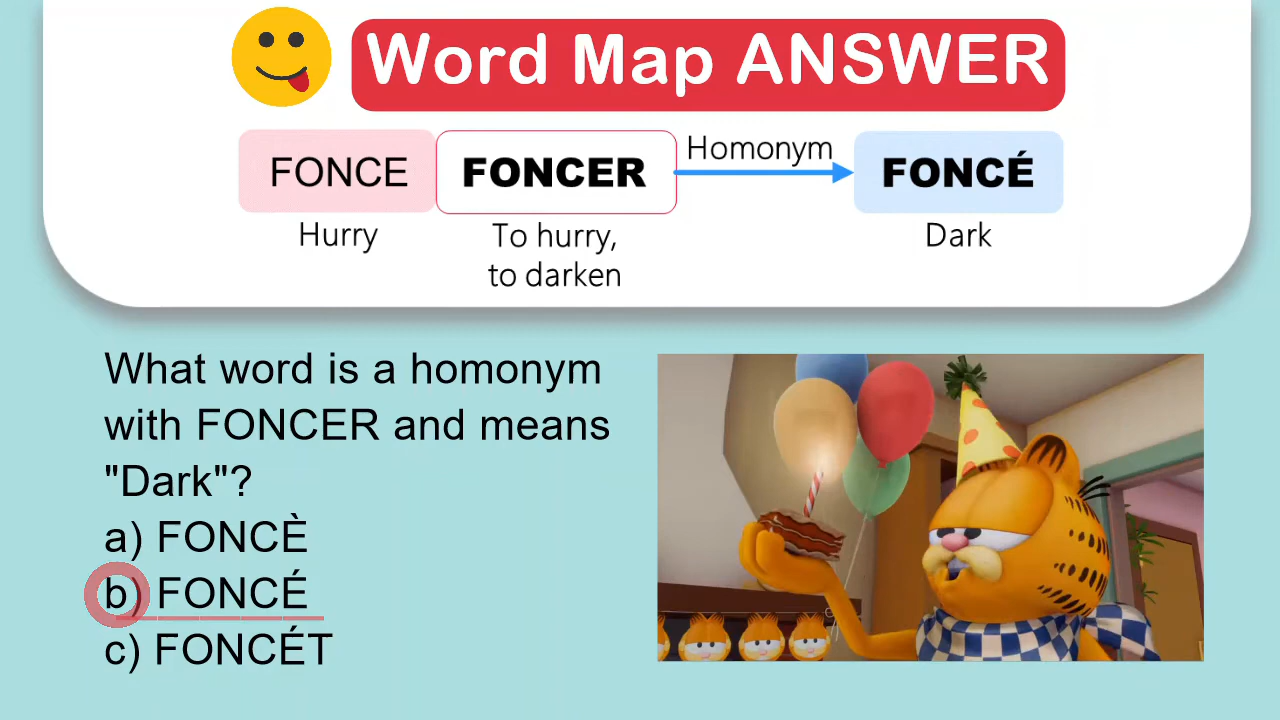 Word Map ANSWER
Homonym
FONCE FONCER FONCÉ
Hurry To hurry, Dark
to darken
What word is a homonym
with FONCER and means
"Dark"?
a) FONCÈ
b) FONCÉ
c) FONCÉT